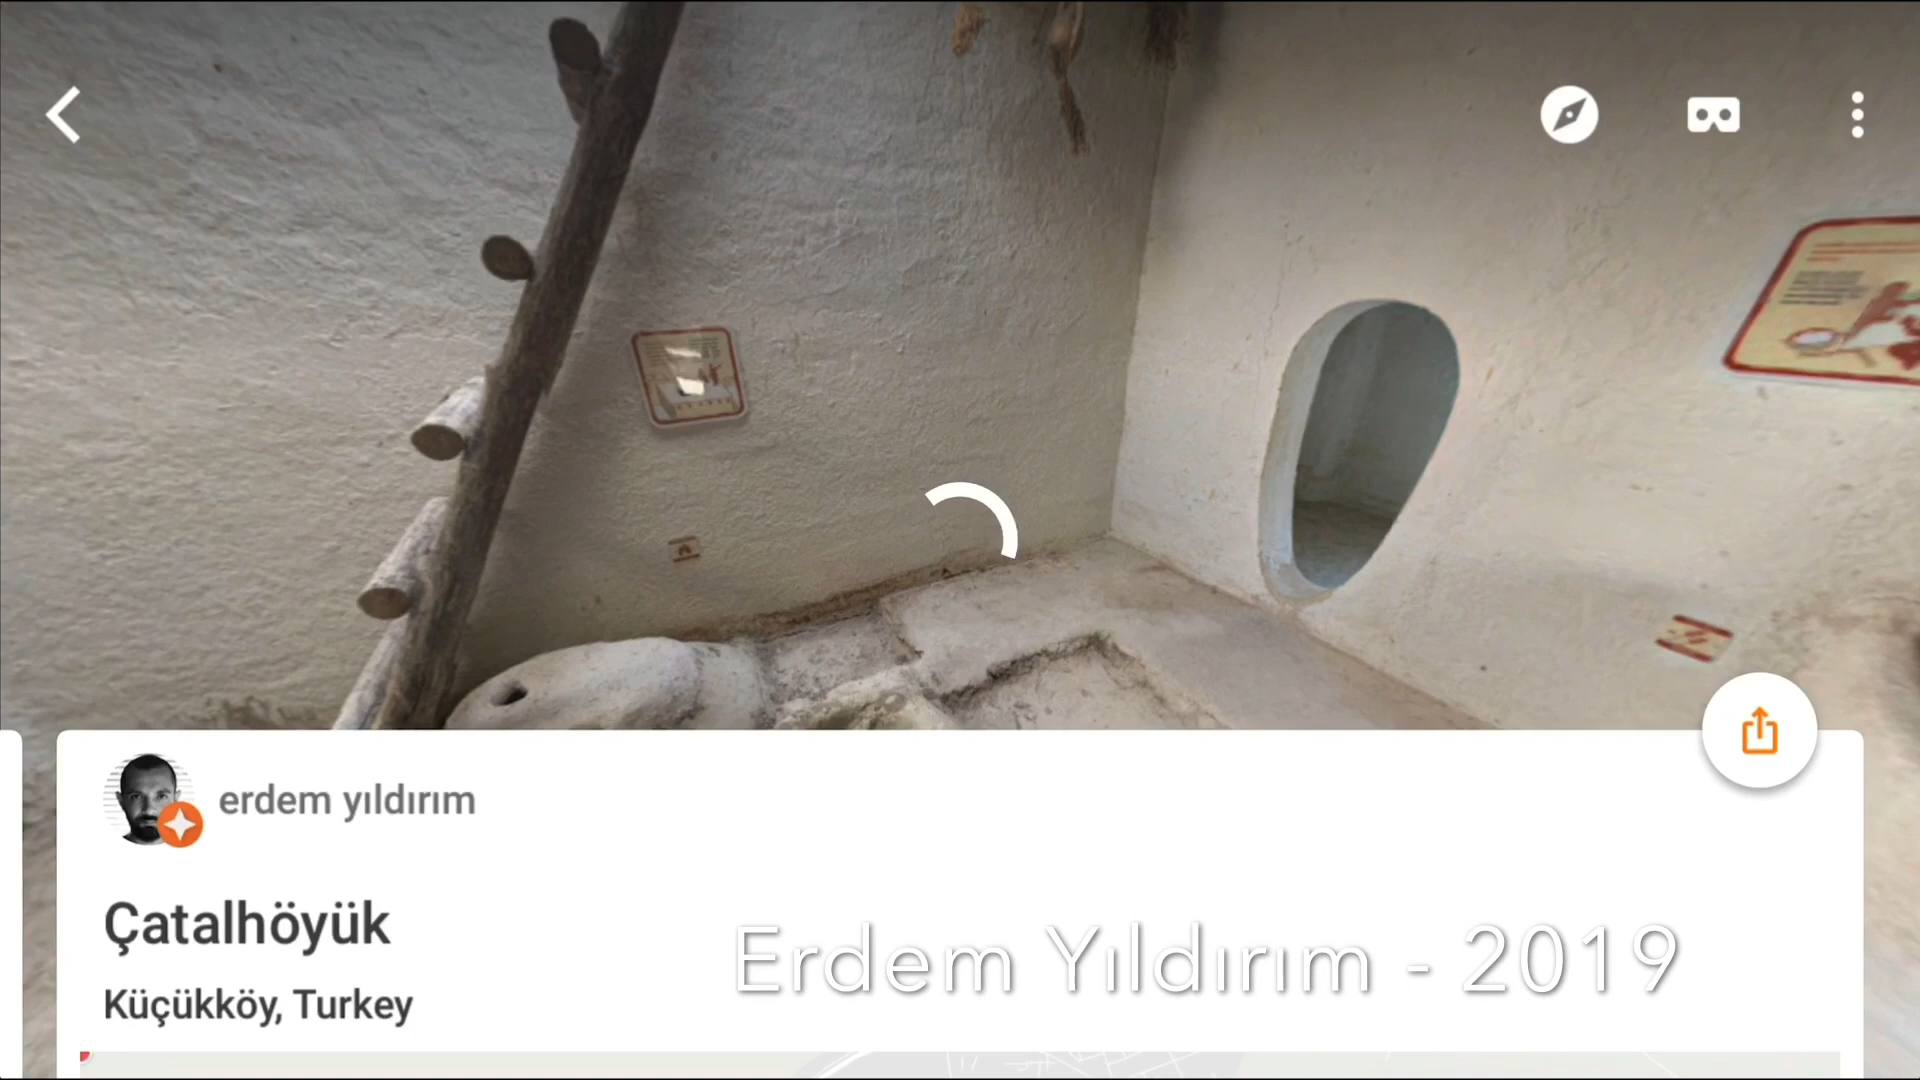 erdem yıldırım
Çatalhöyük
Erdem Yıldırım - 2019
Küçükköy, Turkey